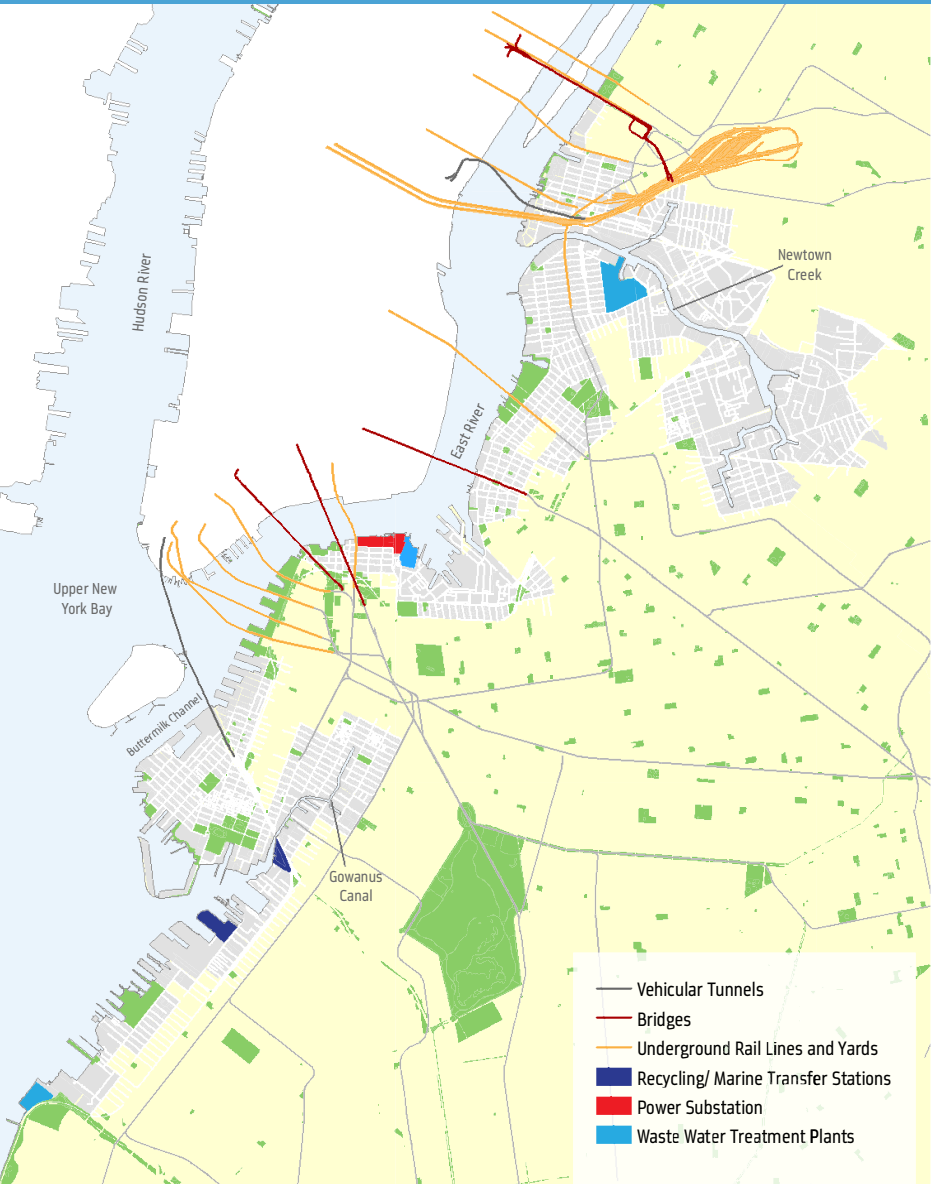 Hudson River
Newtown
Creek
East River
Upper New
York Bay
Buttermilk Channel
Gowanus
Canal
Vehicular Tunnels
Bridges
Underground Rail Lines and Yards
Recycling/ Marine Transfer Stations
Power Substation
Waste Water Treatment Plants